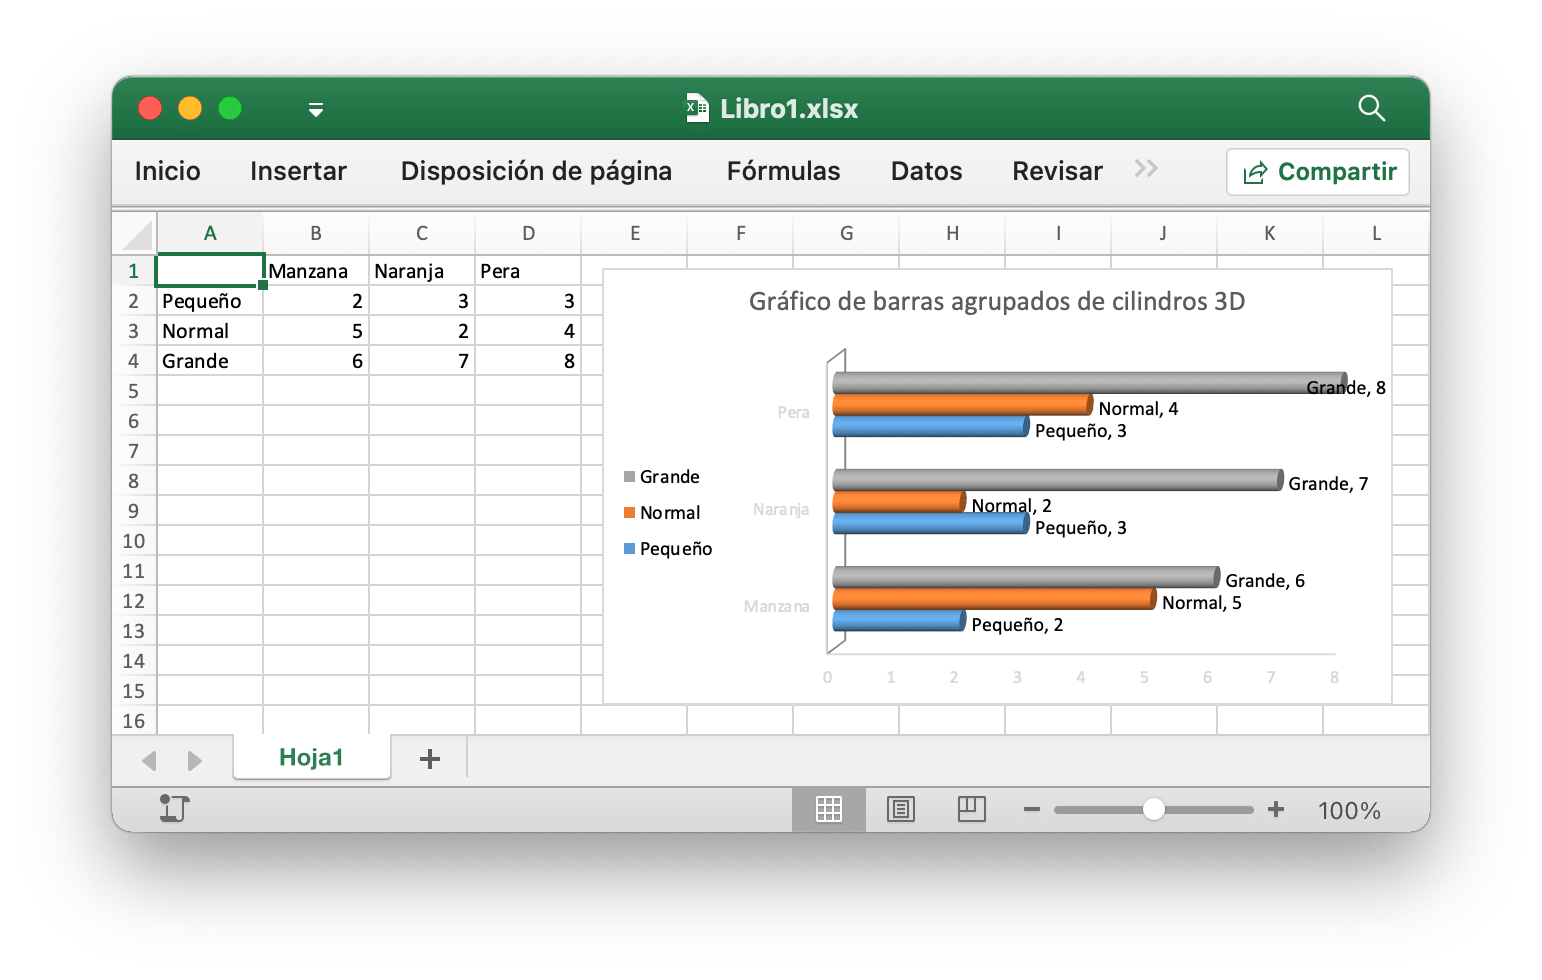 Libro1.xlsx
Inicio Insertar Disposición de página Fórmulas Datos Revisar Compartir
A B C D E F G H I J K L
1 Manzana Naranja Pera
2 Pequeño 2 3 3
3 Normal 5 2 4
4 Grande 6 7 8
5
6
7
8
9
10
11
12
13
14
15
16
Gráfico de barras agrupados de cilindros 3D
Grande
Normal
Pequeño
Pera
Grande, 8
Normal, 4
Pequeño, 3
Naranja
Grande, 7
Normal, 2
Pequeño, 3
Manzana
Grande, 6
Normal, 5
Pequeño, 2
0 1 2 3 4 5 6 7 8
Hoja1
100%